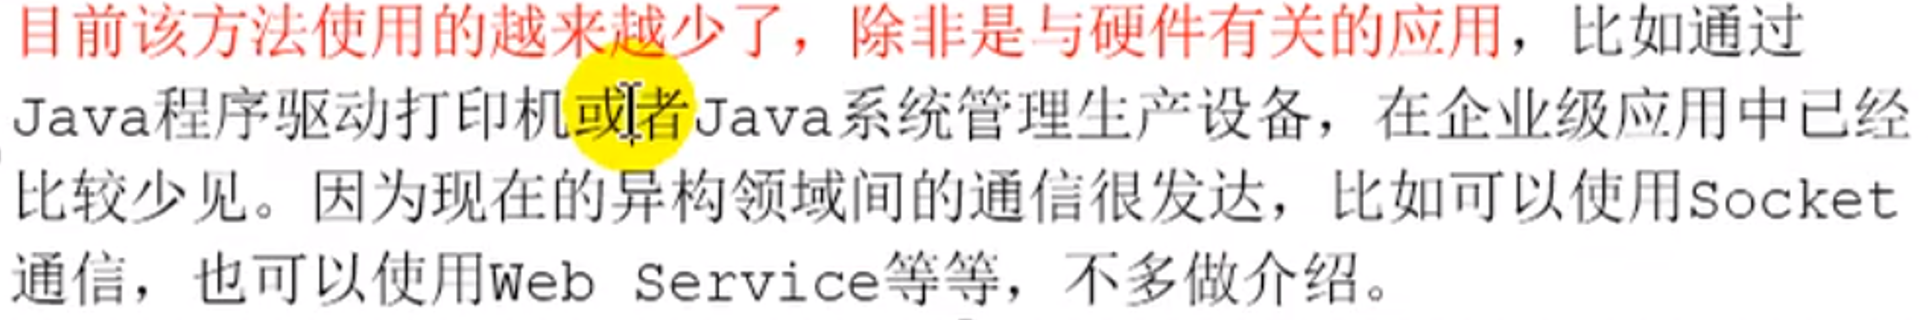 目前该方法使用的越来越少了，除非是与硬件有关的应用，比如通过
Java程序驱动打印机或者Java系统管理生产设备，在企业级应用中已经
比较少见。因为现在的异构领域间的通信很发达，比如可以使用Socket
通信，也可以使用Web Service等等，不多做介绍。